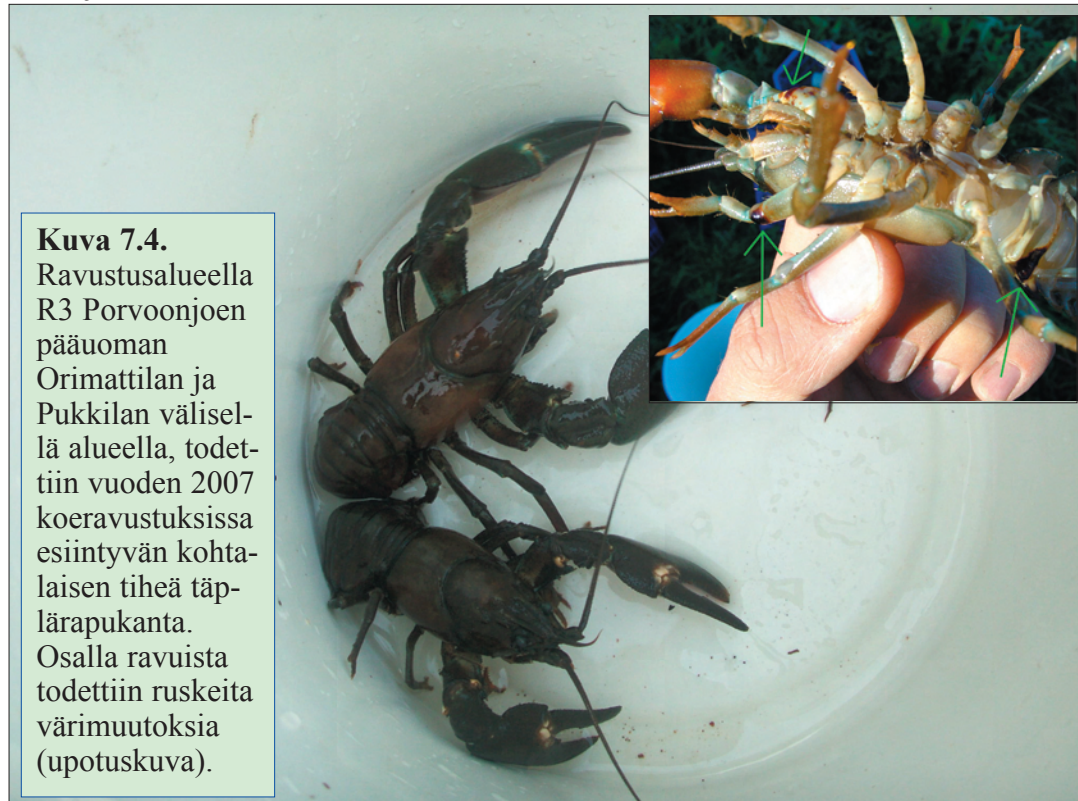 Kuva 7.4.
Ravustusalueella
R3 Porvoonjoen
pääuoman
Orimattilan ja
Pukkilan välisel-
lä alueella, todet-
tiin vuoden 2007
koeravustuksissa
esiintyvän kohta-
laisen tiheä täp-
lärapukanta.
Osalla ravuista
todettiin ruskeita
värimuutoksia
(upotuskuva).